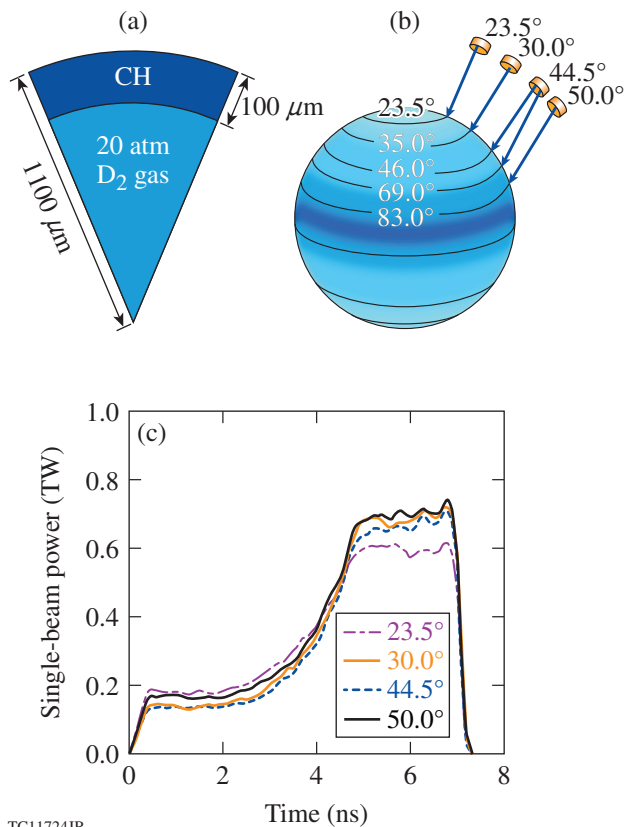 (a)
CH
100 μm
20 atm
D₂ gas
1100 μm
(b)
23.5°
30.0°
44.5°
50.0°
23.5°
35.0°
46.0°
69.0°
83.0°
(c)
Single-beam power (TW)
1.0
0.8
0.6
0.4
0.2
0.0
23.5°
30.0°
44.5°
50.0°
0 2 4 6 8
Time (ns)
TC11724JR